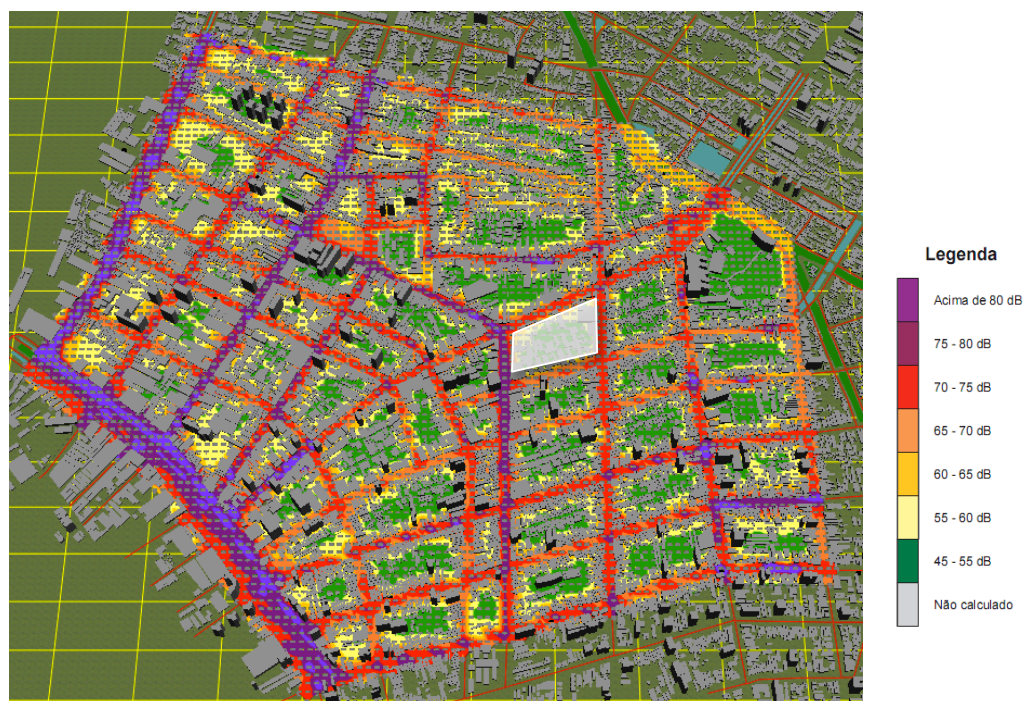 Legenda
Acima de 80 dB
75 - 80 dB
70 - 75 dB
65 - 70 dB
60 - 65 dB
55 - 60 dB
45 - 55 dB
Não calculado